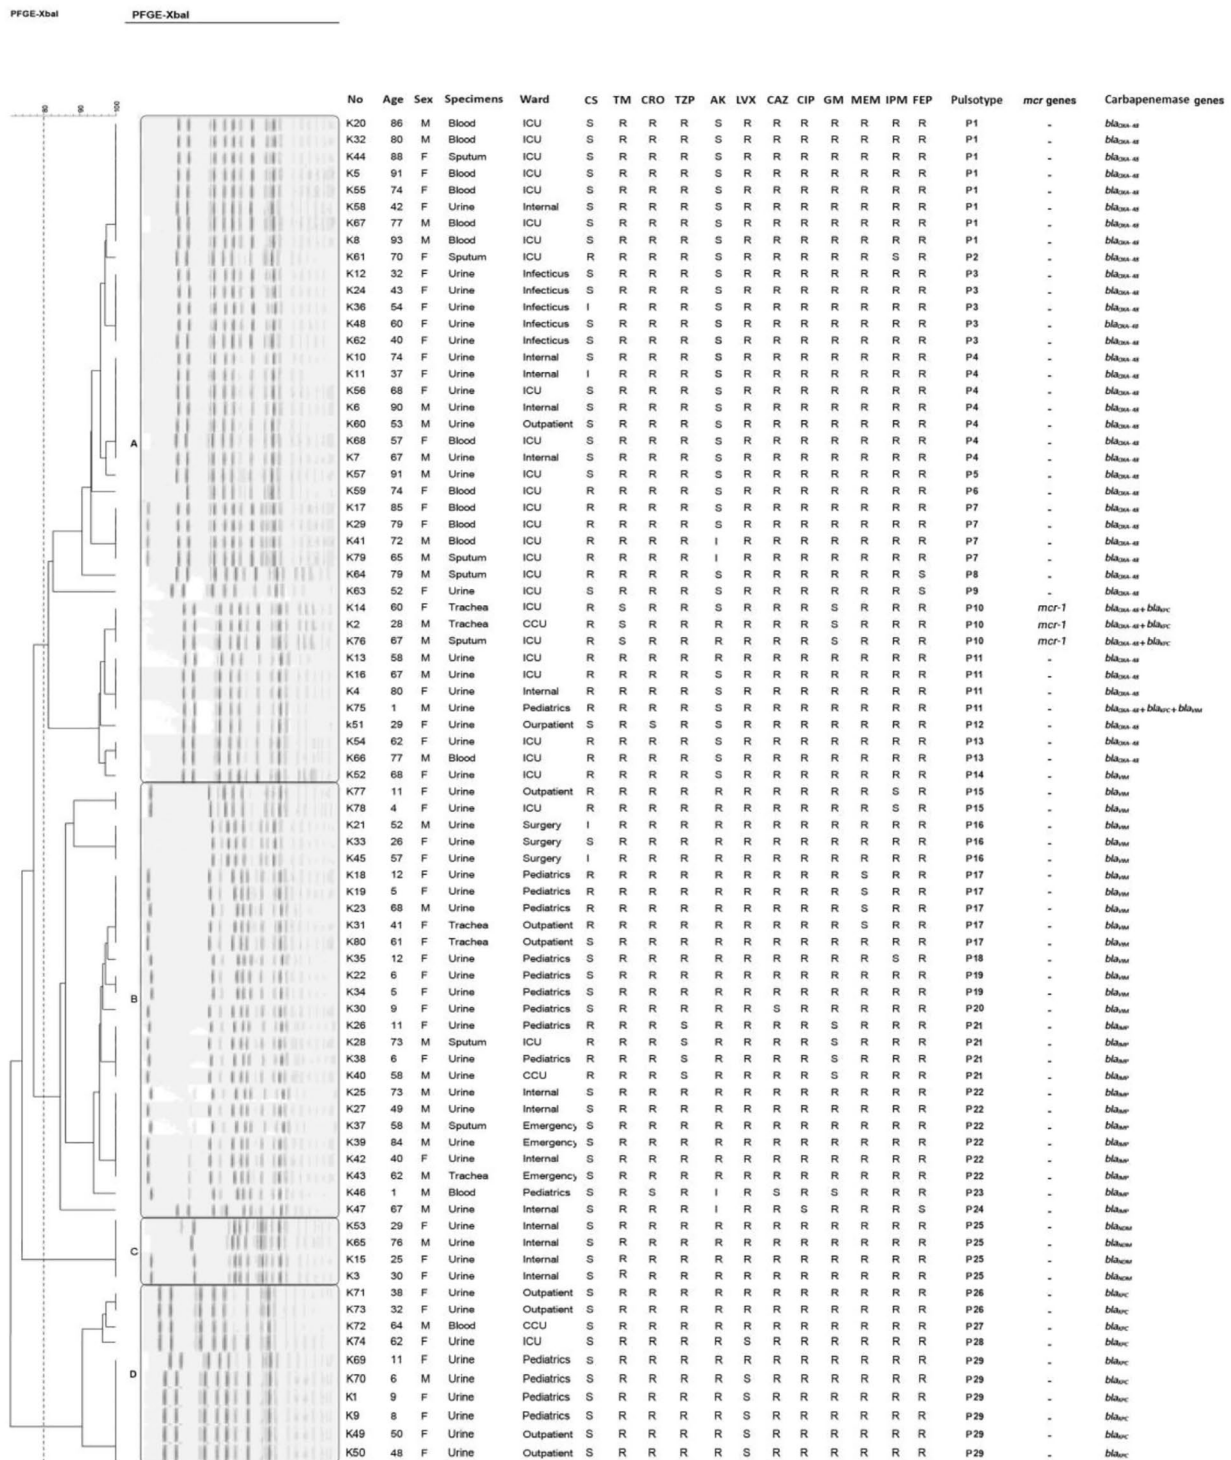 PFGE-XbaI PFGE-XbaI
80 90 100
No Age Sex Specimens Ward CS TM CRO TZP AK LVX CAZ CIP GM MEM IPM FEP Pulsotype mcr genes Carbapenemase genes
K20 86 M Blood ICU S R R R S R R R R R R R P1 - blaOXA-48
K32 80 M Blood ICU S R R R S R R R R R R R P1 - blaOXA-48
K44 88 F Sputum ICU S R R R S R R R R R R R P1 - blaOXA-48
K5 91 F Blood ICU S R R R S R R R R R R R P1 - blaOXA-48
K55 74 F Blood ICU S R R R S R R R R R R R P1 - blaOXA-48
K58 42 F Urine Internal S R R R S R R R R R R R P1 - blaOXA-48
K67 77 M Blood ICU S R R R S R R R R R R R P1 - blaOXA-48
K8 93 M Blood ICU S R R R S R R R R R R R P1 - blaOXA-48
K61 70 F Sputum ICU R R R R S R R R R R S R P2 - blaOXA-48
K12 32 F Urine Infecticus S R R R S R R R R R R R P3 - blaOXA-48
K24 43 F Urine Infecticus S R R R S R R R R R R R P3 - blaOXA-48
K36 54 F Urine Infecticus I R R R S R R R R R R R P3 - blaOXA-48
K48 60 F Urine Infecticus S R R R S R R R R R R R P3 - blaOXA-48
K62 40 F Urine Infecticus S R R R S R R R R R R R P3 - blaOXA-48
K10 74 F Urine Internal S R R R S R R R R R R R P4 - blaOXA-48
K11 37 F Urine Internal I R R R S R R R R R R R P4 - blaOXA-48
K56 68 F Urine ICU S R R R S R R R R R R R P4 - blaOXA-48
K6 90 M Urine Internal S R R R S R R R R R R R P4 - blaOXA-48
K60 53 M Urine Outpatient S R R R S R R R R R R R P4 - blaOXA-48
A K68 57 F Blood ICU S R R R S R R R R R R R P4 - blaOXA-48
K7 67 M Urine Internal S R R R S R R R R R R R P4 - blaOXA-48
K57 91 M Urine ICU S R R R S R R R R R R R P5 - blaOXA-48
K59 74 F Blood ICU R R R R S R R R R R R R P6 - blaOXA-48
K17 85 F Blood ICU R R R R S R R R R R R R P7 - blaOXA-48
K29 79 F Blood ICU R R R R S R R R R R R R P7 - blaOXA-48
K41 72 M Blood ICU R R R R I R R R R R R R P7 - blaOXA-48
K79 65 M Sputum ICU R R R R I R R R R R R R P7 - blaOXA-48
K64 79 M Sputum ICU R R R R S R R R R R R S P8 - blaOXA-48
K63 52 F Urine ICU R R R R S R R R R R R S P9 - blaOXA-48
K14 60 F Trachea ICU R S R R R R R R S R R R P10 mcr-1 blaOXA-48+blaKPC
K2 28 M Trachea CCU R S R R R R R R S R R R P10 mcr-1 blaOXA-48+blaKPC
K76 67 M Sputum ICU R S R R R R R R S R R R P10 mcr-1 blaOXA-48+blaKPC
K13 58 M Urine ICU R R R R S R R R R R R R P11 - blaOXA-48
K16 67 M Urine ICU R R R R S R R R R R R R P11 - blaOXA-48
K4 80 F Urine Internal R R R R S R R R R R R R P11 - blaOXA-48
K75 1 M Urine Pediatrics R R R R S R R R R R R R P11 - blaOXA-48+blaKPC+blaVIM
k51 29 F Urine Ourpatient S R S R S R R R R R R R P12 - blaOXA-48
K54 62 F Urine ICU R R R R S R R R R R R R P13 - blaOXA-48
K66 77 M Blood ICU R R R R S R R R R R R R P13 - blaOXA-48
K52 68 F Urine ICU R R R R S R R R R R R R P14 - blaVIM
K77 11 F Urine Outpatient R R R R R R R R R R S R P15 - blaVIM
K78 4 F Urine ICU R R R R R R R R R R S R P15 - blaVIM
K21 52 M Urine Surgery I R R R R R R R R R R R P16 - blaVIM
K33 26 F Urine Surgery S R R R R R R R R R R R P16 - blaVIM
K45 57 F Urine Surgery I R R R R R R R R R R R P16 - blaVIM
K18 12 F Urine Pediatrics R R R R R R R R R S R R P17 - blaVIM
K19 5 F Urine Pediatrics R R R R R R R R R S R R P17 - blaVIM
K23 68 M Urine Pediatrics R R R R R R R R R S R R P17 - blaVIM
K31 41 F Trachea Outpatient R R R R R R R R R S R R P17 - blaVIM
K80 61 F Trachea Outpatient S R R R R R R R R R R R P17 - blaVIM
K35 12 F Urine Pediatrics S R R R R R R R R R S R P18 - blaVIM
K22 6 F Urine Pediatrics S R R R R R R R R R R R P19 - blaVIM
K34 5 F Urine Pediatrics S R R R R R R R R R R R P19 - blaVIM
B K30 9 F Urine Pediatrics S R R R R R S R R R R R P20 - blaVIM
K26 11 F Urine Pediatrics R R R S R R R R S R R R P21 - blaIMP
K28 73 M Sputum ICU R R R S R R R R S R R R P21 - blaIMP
K38 6 F Urine Pediatrics R R R S R R R R S R R R P21 - blaIMP
K40 58 M Urine CCU R R R S R R R R S R R R P21 - blaIMP
K25 73 M Urine Internal S R R R R R R R R R R R P22 - blaIMP
K27 49 M Urine Internal S R R R R R R R R R R R P22 - blaIMP
K37 58 M Sputum Emergency S R R R R R R R R R R R P22 - blaIMP
K39 84 M Urine Emergency S R R R R R R R R R R R P22 - blaIMP
K42 40 F Urine Internal S R R R R R R R R R R R P22 - blaIMP
K43 62 M Trachea Emergency S R R R R R R R R R R R P22 - blaIMP
K46 1 M Blood Pediatrics S R S R I R S R S R R R P23 - blaIMP
K47 67 M Urine Internal S R R R I R R S R R R S P24 - blaIMP
K53 29 F Urine Internal S R R R R R R R R R R R P25 - blaNDM
C K65 76 M Urine Internal S R R R R R R R R R R R P25 - blaNDM
K15 25 F Urine Internal S R R R R R R R R R R R P25 - blaNDM
K3 30 F Urine Internal S R R R R R R R R R R R P25 - blaNDM
K71 38 F Urine Outpatient S R R R R R R R R R R R P26 - blaKPC
K73 32 F Urine Outpatient S R R R R R R R R R R R P26 - blaKPC
K72 64 M Blood CCU S R R R R R R R R R R R P27 - blaKPC
K74 62 F Urine ICU S R R R R S R R R R R R P28 - blaKPC
K69 11 F Urine Pediatrics S R R R R R R R R R R R P29 - blaKPC
D K70 6 M Urine Pediatrics S R R R R S R R R R R R P29 - blaKPC
K1 9 F Urine Pediatrics S R R R R S R R R R R R P29 - blaKPC
K9 8 F Urine Pediatrics S R R R R S R R R R R R P29 - blaKPC
K49 50 F Urine Outpatient S R R R R S R R R R R R P29 - blaKPC
K50 48 F Urine Outpatient S R R R R S R R R R R R P29 - blaKPC